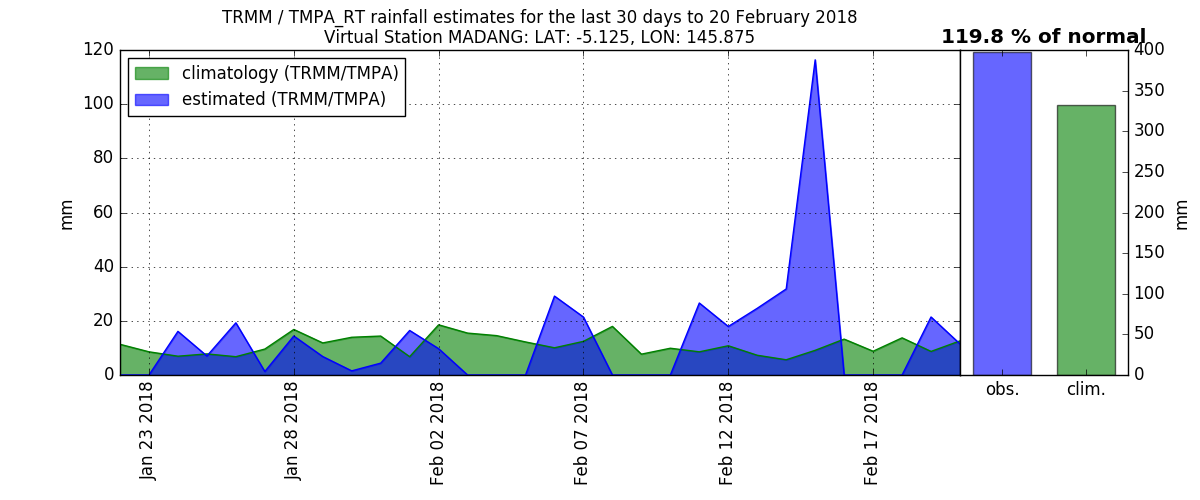 TRMM / TMPA_RT rainfall estimates for the last 30 days to 20 February 2018
Virtual Station MADANG: LAT: -5.125, LON: 145.875
119.8 % of normal
climatology (TRMM/TMPA)
estimated (TRMM/TMPA)
mm
120
100
80
60
40
20
0
Jan 23 2018
Jan 28 2018
Feb 02 2018
Feb 07 2018
Feb 12 2018
Feb 17 2018
obs.
clim.
400
350
300
250
200
150
100
50
0
mm